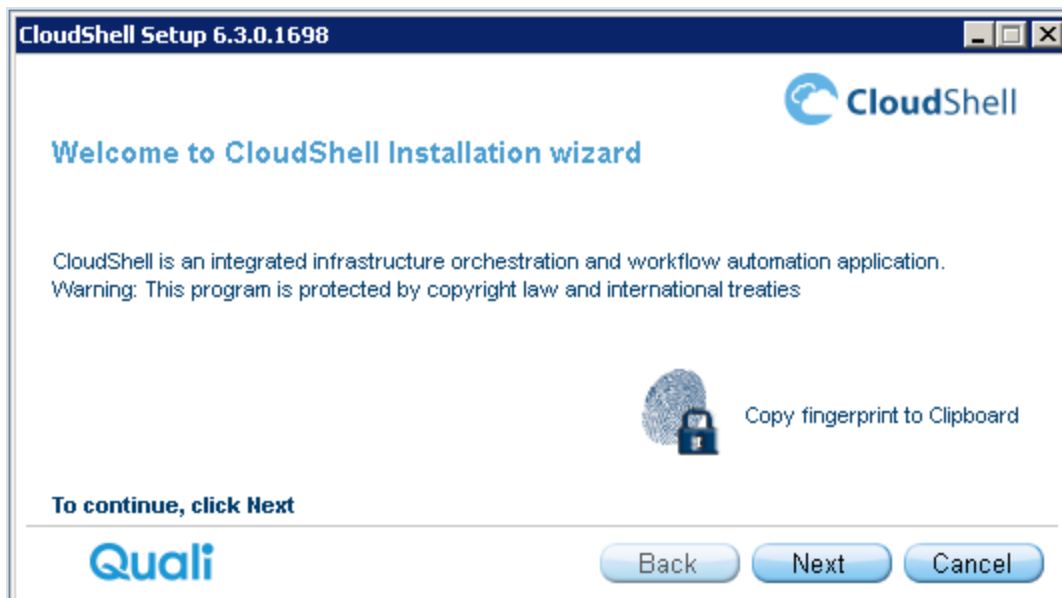 CloudShell Setup 6.3.0.1698
CloudShell
Welcome to CloudShell Installation wizard
CloudShell is an integrated infrastructure orchestration and workflow automation application.
Warning: This program is protected by copyright law and international treaties
Copy fingerprint to Clipboard
To continue, click Next
Quali
Back
Next
Cancel